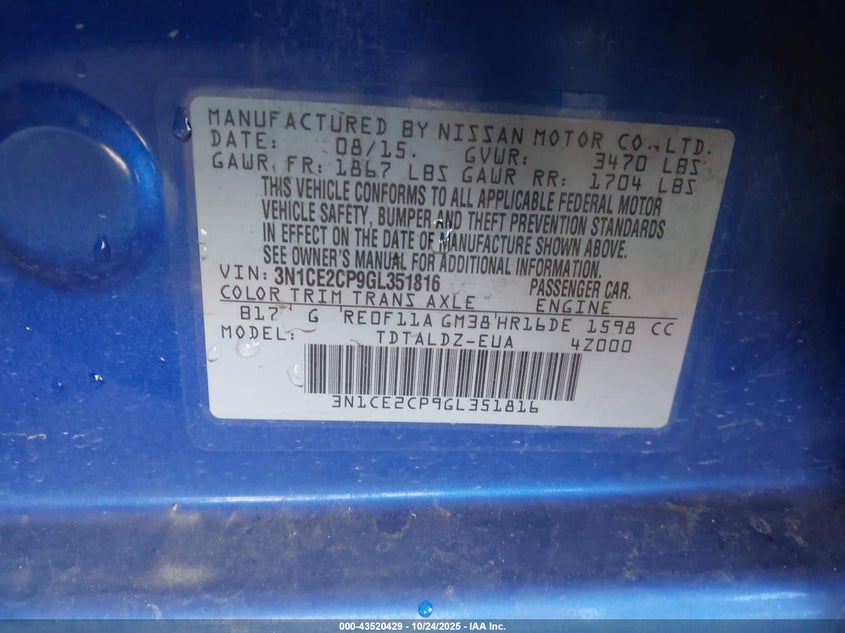 MANUFACTURED BY NISSAN MOTOR CO.,LTD.
DATE: 08/15. GVWR: 3470 LBS
GAWR, FR: 1867 LBS GAWR RR: 1704 LBS
THIS VEHICLE CONFORMS TO ALL APPLICABLE FEDERAL MOTOR
VEHICLE SAFETY, BUMPER AND THEFT PREVENTION STANDARDS
IN EFFECT ON THE DATE OF MANUFACTURE SHOWN ABOVE.
SEE OWNER'S MANUAL FOR ADDITIONAL INFORMATION.
VIN: 3N1CE2CP9GL351816 PASSENGER CAR.
COLOR TRIM TRANS AXLE ENGINE
B17 G RE0F11A GM38 HR16DE 1598 CC
MODEL: TDTALDZ-EUA 4Z000
3N1CE2CP9GL351816
000-43520429 - 10/24/2025 - IAA Inc.